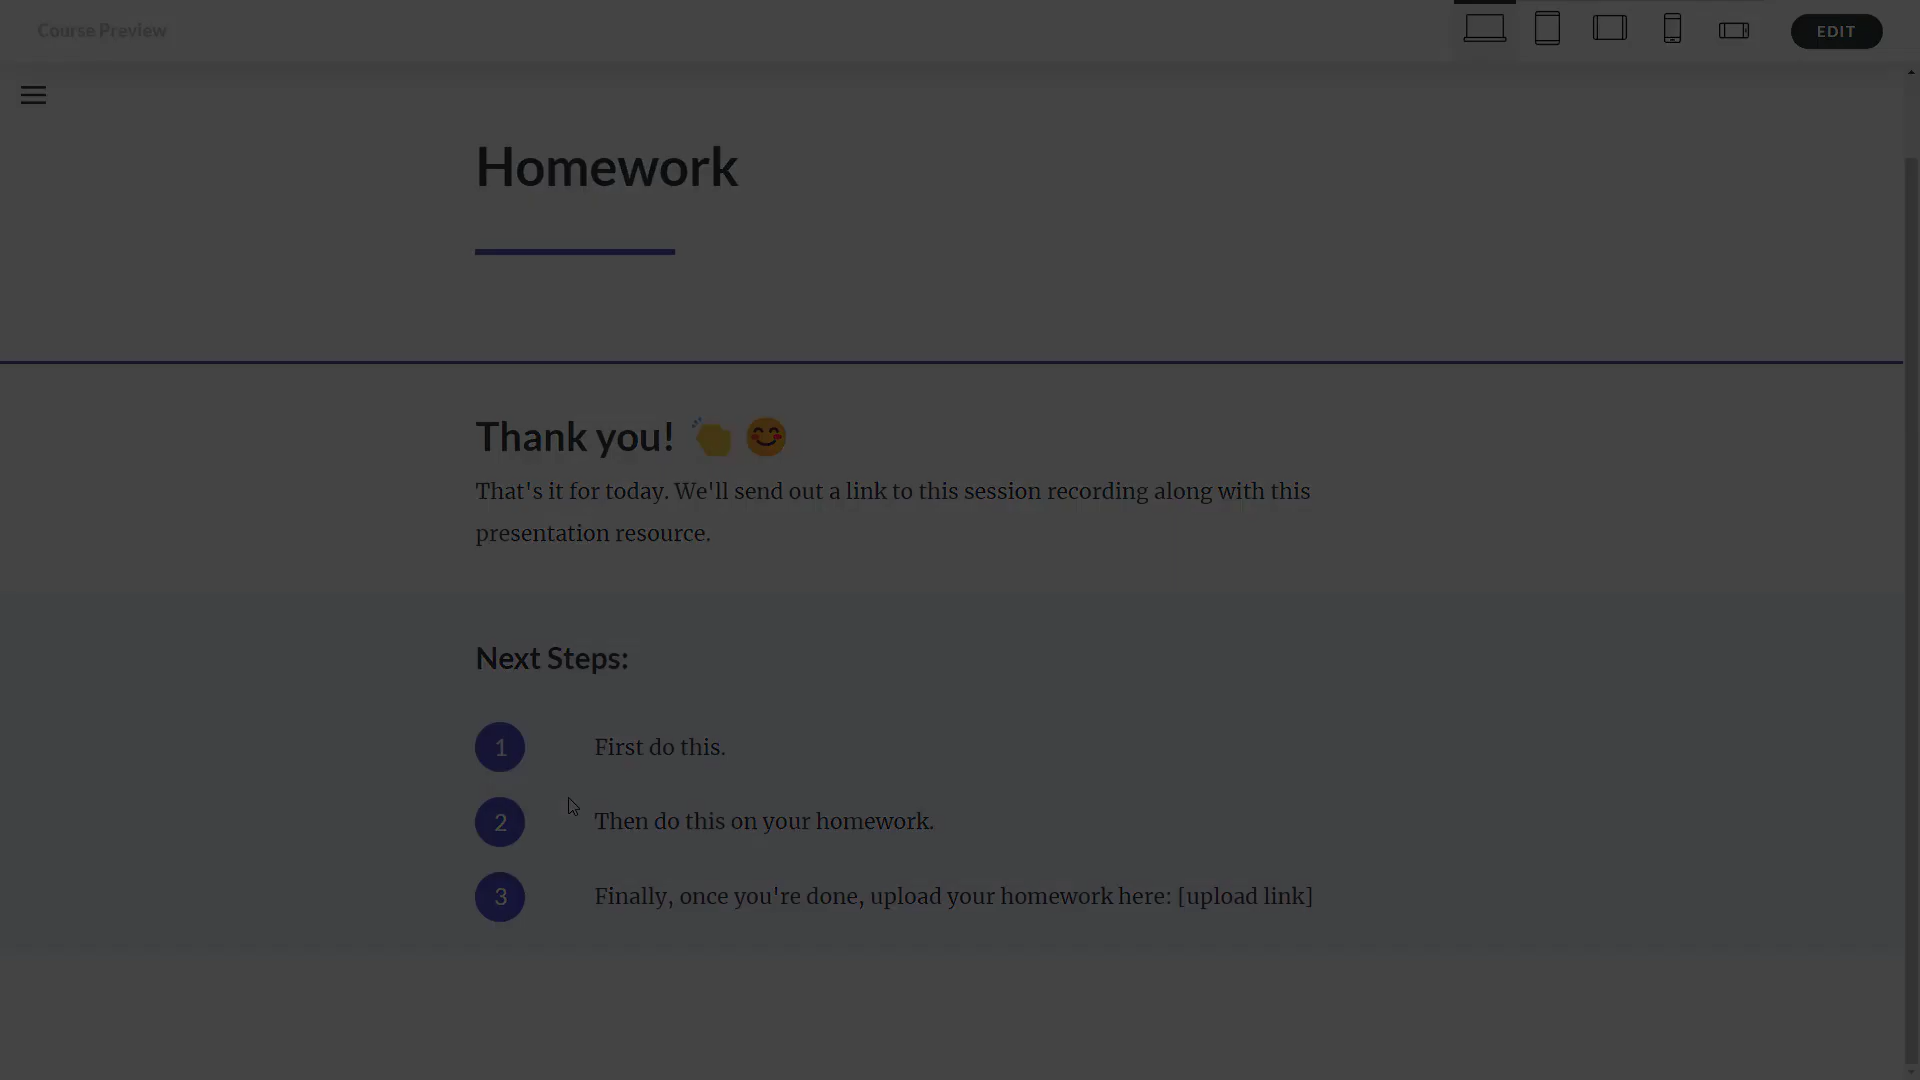 Course Preview
EDIT
Homework
Thank you! 👏 😊
That's it for today. We'll send out a link to this session recording along with this
presentation resource.
Next Steps:
1 First do this.
2 Then do this on your homework.
3 Finally, once you're done, upload your homework here: [upload link]